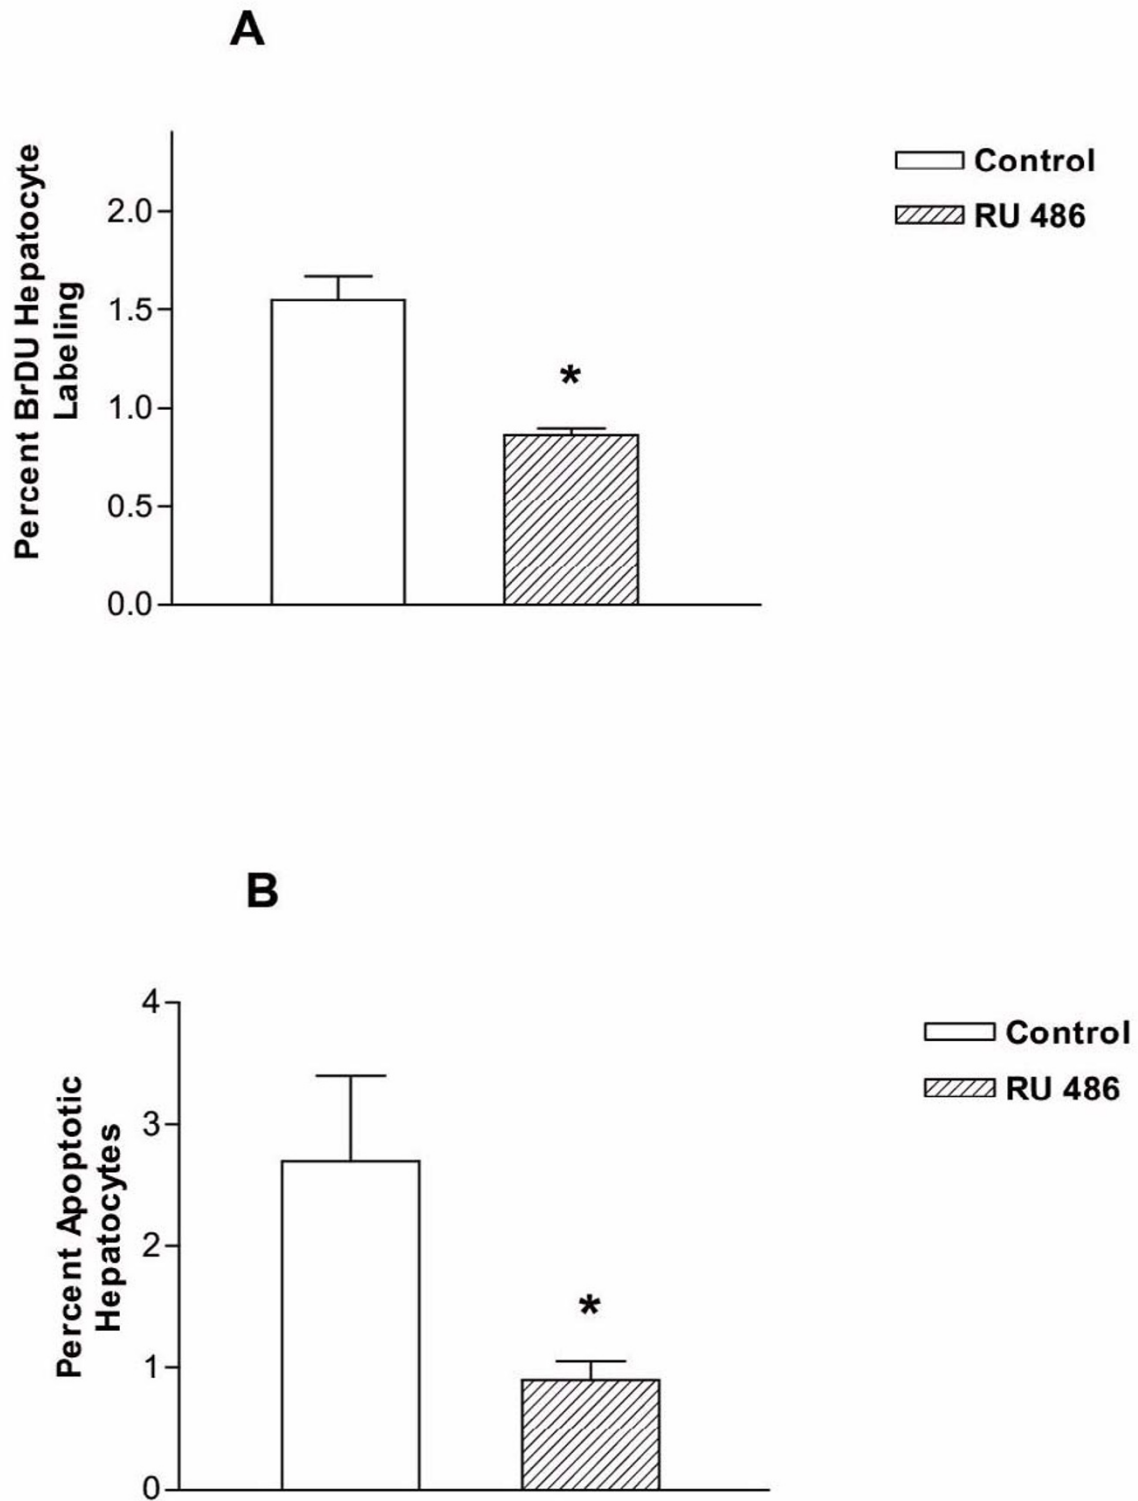 A
Percent BrDU Hepatocyte
Labeling
2.0
1.5
1.0
0.5
0.0
*
Control
RU 486
B
Percent Apoptotic
Hepatocytes
4
3
2
1
0
*
Control
RU 486